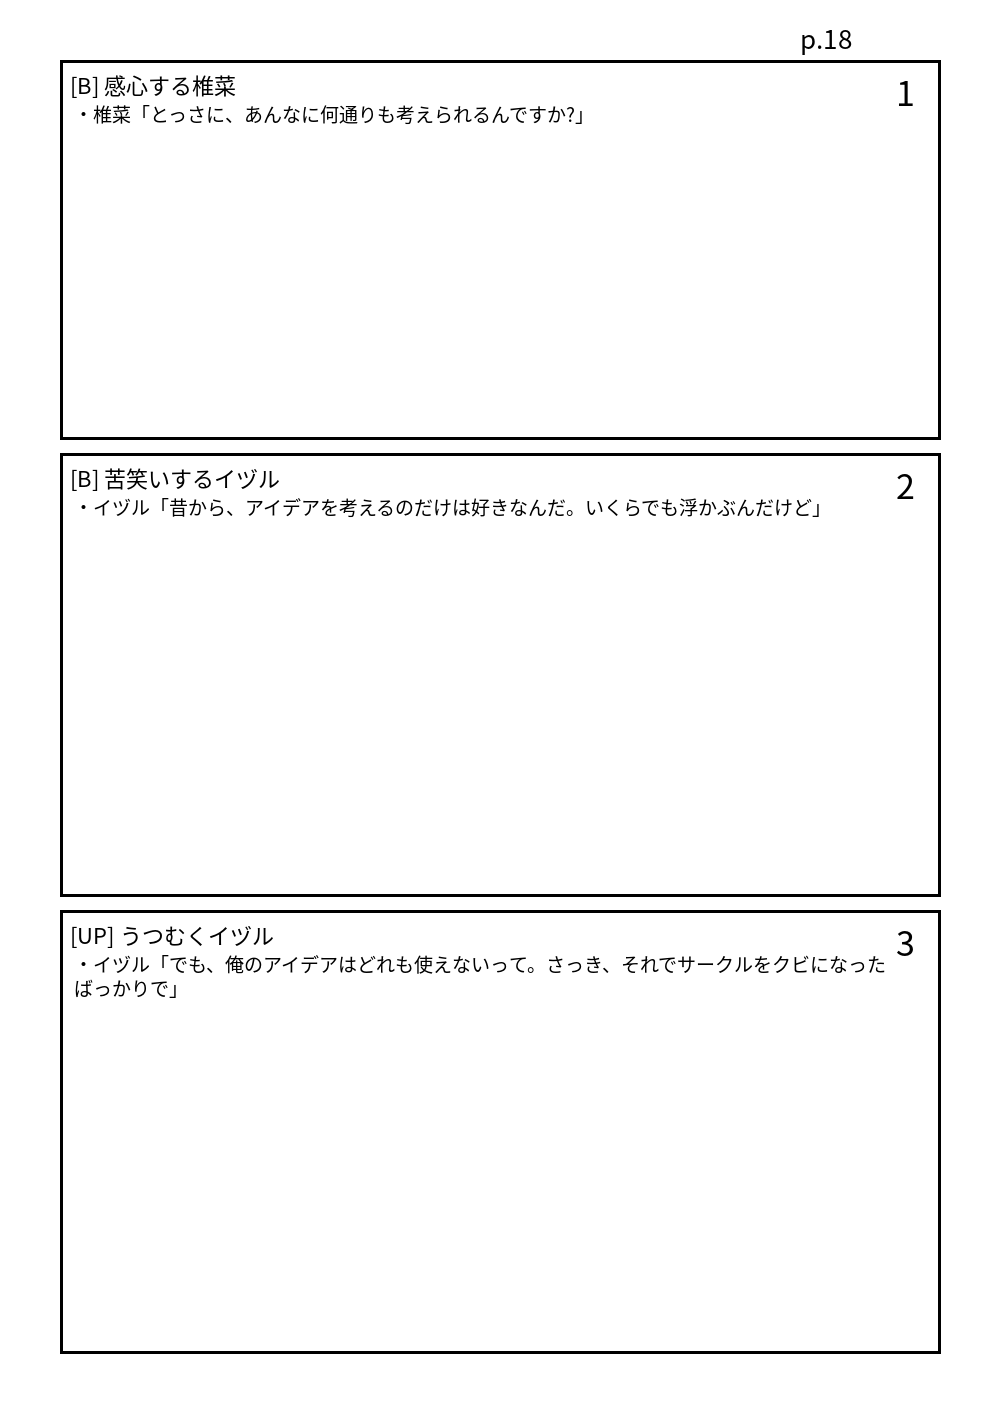 p.18
[B] 感心する椎菜
1
・椎菜「とっさに、あんなに何通りも考えられるんですか?」
[B] 苦笑いするイヅル
2
・イヅル「昔から、アイデアを考えるのだけは好きなんだ。いくらでも浮かぶんだけど」
[UP] うつむくイヅル
3
・イヅル「でも、俺のアイデアはどれも使えないって。さっき、それでサークルをクビになった
ばっかりで」